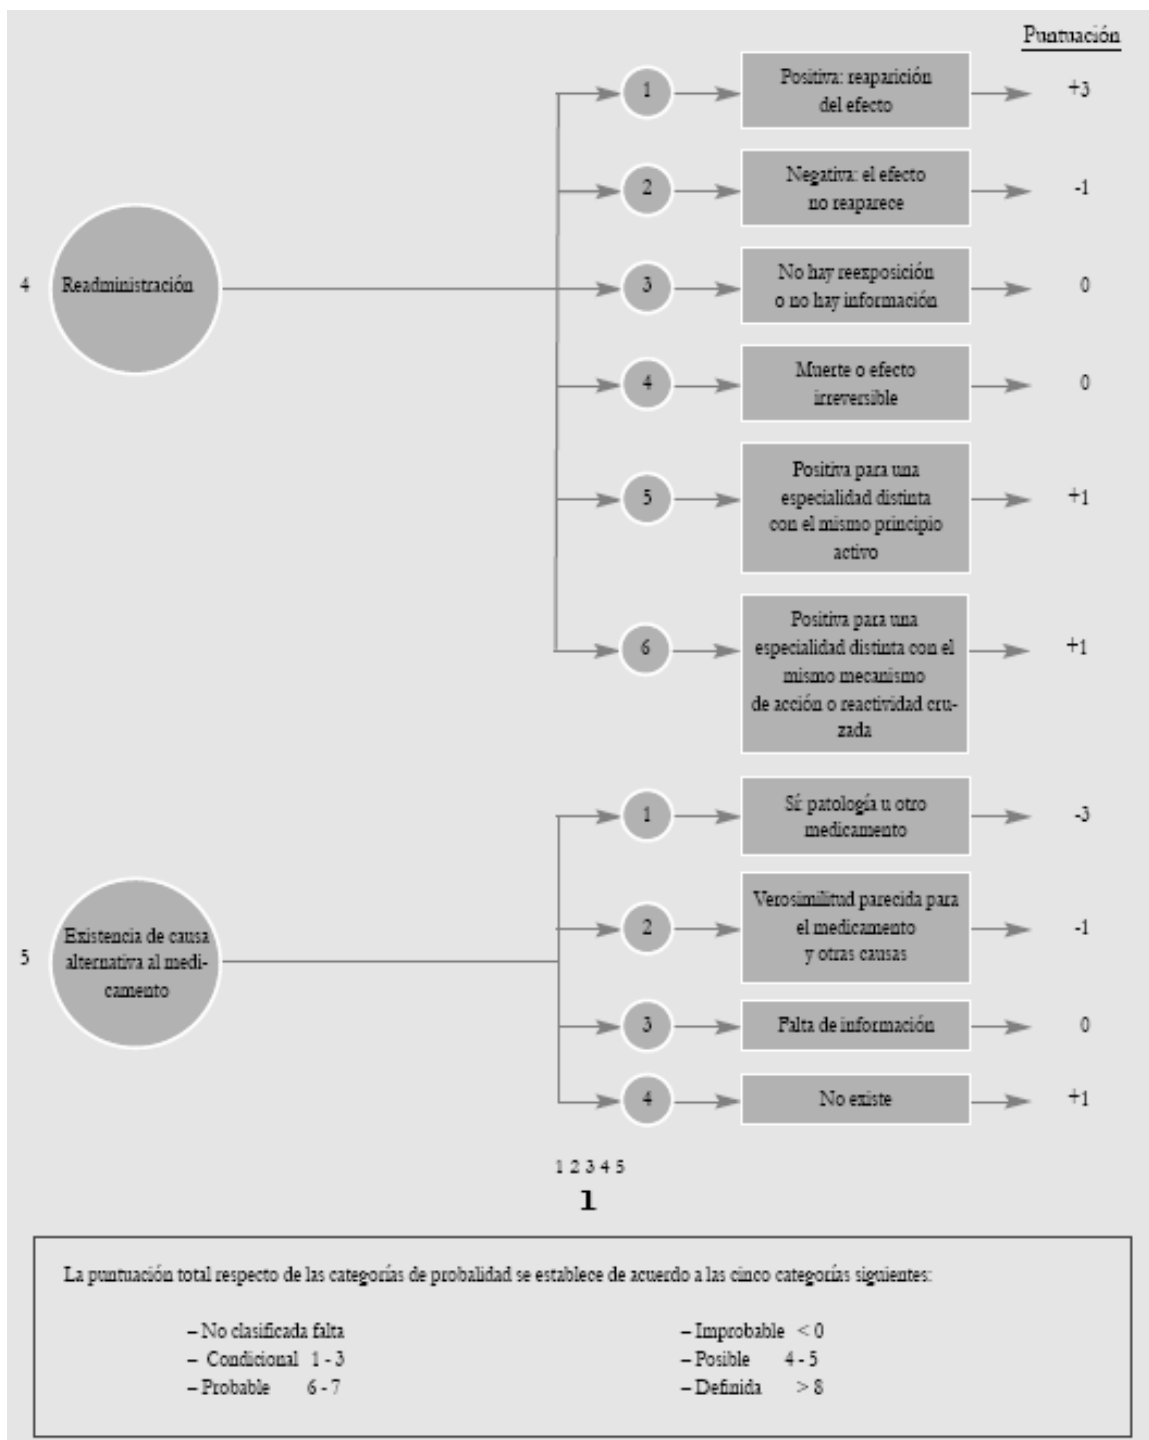 Puntuación
1
Positiva: reaparición
del efecto
+3
2
Negativa: el efecto
no reaparece
-1
4
Readministración
3
No hay reexposición
o no hay información
0
4
Muerte o efecto
irreversible
0
5
Positiva para una
especialidad distinta
con el mismo principio
activo
+1
6
Positiva para una
especialidad distinta con el
mismo mecanismo
de acción o reactividad cru-
zada
+1
1
Sí: patología u otro
medicamento
-3
5
Existencia de causa
alternativa al medi-
camento
2
Verosimilitud parecida para
el medicamento
y otras causas
-1
3
Falta de información
0
4
No existe
+1
1 2 3 4 5
1
La puntuación total respecto de las categorías de probalidad se establece de acuerdo a las cinco categorías siguientes:
– No clasificada falta
– Improbable < 0
– Condicional 1 - 3
– Posible 4 - 5
– Probable 6 - 7
– Definida > 8